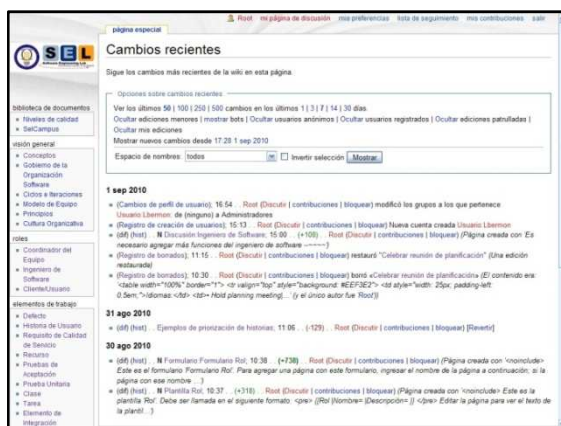 Root mi página de discusión mis preferencias lista de seguimiento mis contribuciones salir
página especial
Cambios recientes
Sigue los cambios más recientes de la wiki en esta página.
Opciones sobre cambios recientes
Ver los últimos 50 | 100 | 250 | 500 cambios en los últimos 1 | 3 | 7 | 14 | 30 días.
Ocultar ediciones menores | mostrar bots | Ocultar usuarios anónimos | Ocultar usuarios registrados | Ocultar ediciones patrulladas |
Ocultar mis ediciones
Mostrar nuevos cambios desde 17:28 1 sep 2010
Espacio de nombres: todos Invertir selección Mostrar
1 sep 2010
(Cambios de perfil de usuario); 16:54 . . Root (Discutir | contribuciones | bloquear) modificó los grupos a los que pertenece
Usuario Lbermon: de (ninguno) a Administradores
(Registro de creación de usuarios); 15:13 . . Root (Discutir | contribuciones | bloquear) Nueva cuenta creada Usuario Lbermon
(dif) (hist) . . N Discusión:Ingeniero de Software; 15:00 . . (+108) . . Root (Discutir | contribuciones | bloquear) (Página creada con 'Es
necesario agregar más funciones del ingeniero de software --~~~~')
(Registro de borrados); 11:15 . . Root (Discutir | contribuciones | bloquear) restauró "Celebrar reunión de planificación" (Una edición
restaurada)
(Registro de borrados); 10:30 . . Root (Discutir | contribuciones | bloquear) borró «Celebrar reunión de planificación» (El contenido era:
'<table width="100%" border="1"> <tr valign="top" style="background: #EEF3E2"> <td style="width: 25px; padding-left:
0.5em;">Idiomas:</td> <td>• Hold planning meeting|...' (y el único autor fue 'Root'))
31 ago 2010
(dif) (hist) . . Ejemplos de priorización de historias; 11:06 . . (-129) . . Root (Discutir | contribuciones | bloquear) [Revertir]
30 ago 2010
(dif) (hist) . . N Formulario:Formulario Rol; 10:38 . . (+738) . . Root (Discutir | contribuciones | bloquear) (Página creada con '<noinclude>
Este es el formulario 'Formulario Rol'. Para agregar una página con este formulario, ingresar el nombre de la página a continuación; si la
página con ese nombre ...')
(dif) (hist) . . N Plantilla:Rol; 10:37 . . (+318) . . Root (Discutir | contribuciones | bloquear) (Página creada con '<noinclude> Este es la
plantilla 'Rol'. Debe ser llamada en el siguiente formato: <pre> {{Rol |Nombre= |Descripción= }} </pre> Editar la página para ver el texto de
la plantil...')
SEL
Software Engineering Lab
biblioteca de documentos
Niveles de calidad
SelCampus
visión general
Conceptos
Gobierno de la
Organización
Software
Ciclos e Iteraciones
Modelo de Equipo
Principios
Cultura Organizativa
roles
Coordinador del
Equipo
Ingeniero de
Software
Cliente/Usuario
elementos de trabajo
Defecto
Historia de Usuario
Requisito de Calidad
de Servicio
Recurso
Pruebas de
Aceptación
Prueba Unitaria
Clase
Tarea
Elemento de
Integración